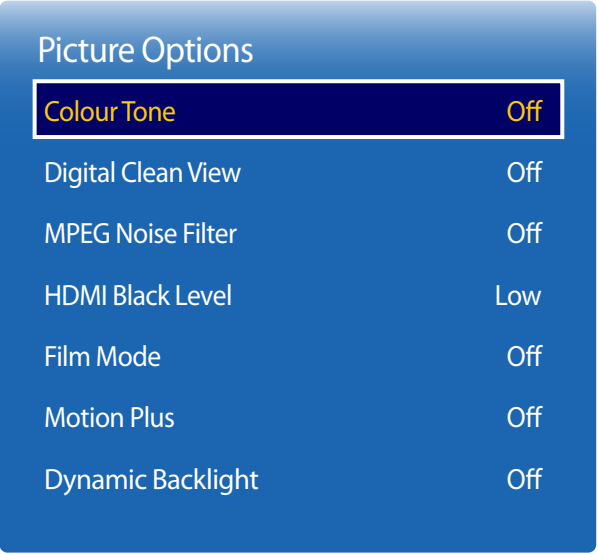 Picture Options
Colour Tone Off
Digital Clean View Off
MPEG Noise Filter Off
HDMI Black Level Low
Film Mode Off
Motion Plus Off
Dynamic Backlight Off